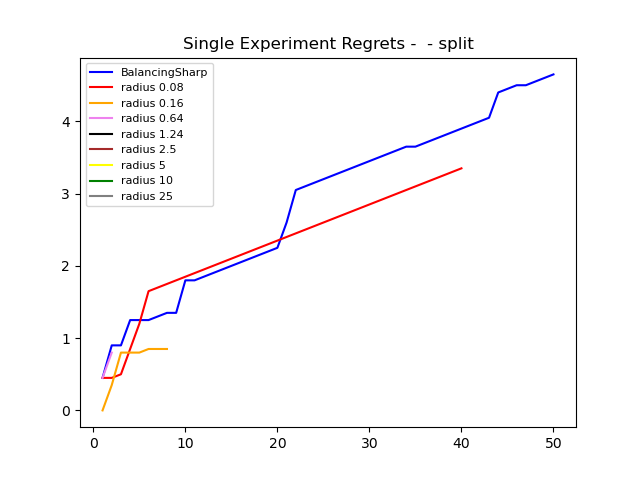 Single Experiment Regrets -  - split
BalancingSharp
radius 0.08
radius 0.16
radius 0.64
radius 1.24
radius 2.5
radius 5
radius 10
radius 25
4
3
2
1
0
0 10 20 30 40 50